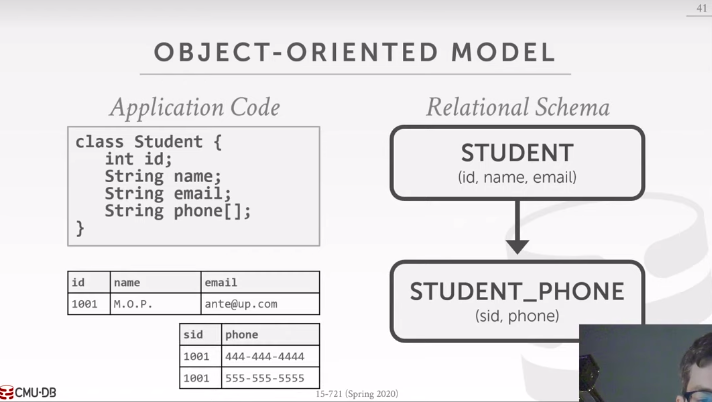 41
OBJECT-ORIENTED MODEL
Application Code
class Student {
int id;
String name;
String email;
String phone[];
}
id name email
1001 M.O.P. ante@up.com
sid phone
1001 444-444-4444
1001 555-555-5555
Relational Schema
STUDENT
(id, name, email)
STUDENT_PHONE
(sid, phone)
CMU·DB
15-721 (Spring 2020)